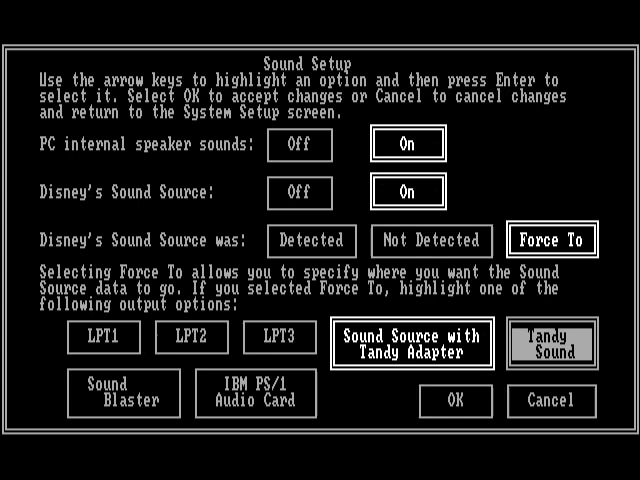 Sound Setup
Use the arrow keys to highlight an option and then press Enter to
select it. Select OK to accept changes or Cancel to cancel changes
and return to the System Setup screen.
PC internal speaker sounds: Off On
Disney's Sound Source: Off On
Disney's Sound Source was: Detected Not Detected Force To
Selecting Force To allows you to specify where you want the Sound
Source data to go. If you selected Force To, highlight one of the
following output options:
LPT1 LPT2 LPT3 Sound Source with Tandy
Tandy Adapter Sound
Sound IBM PS/1
Blaster Audio Card OK Cancel